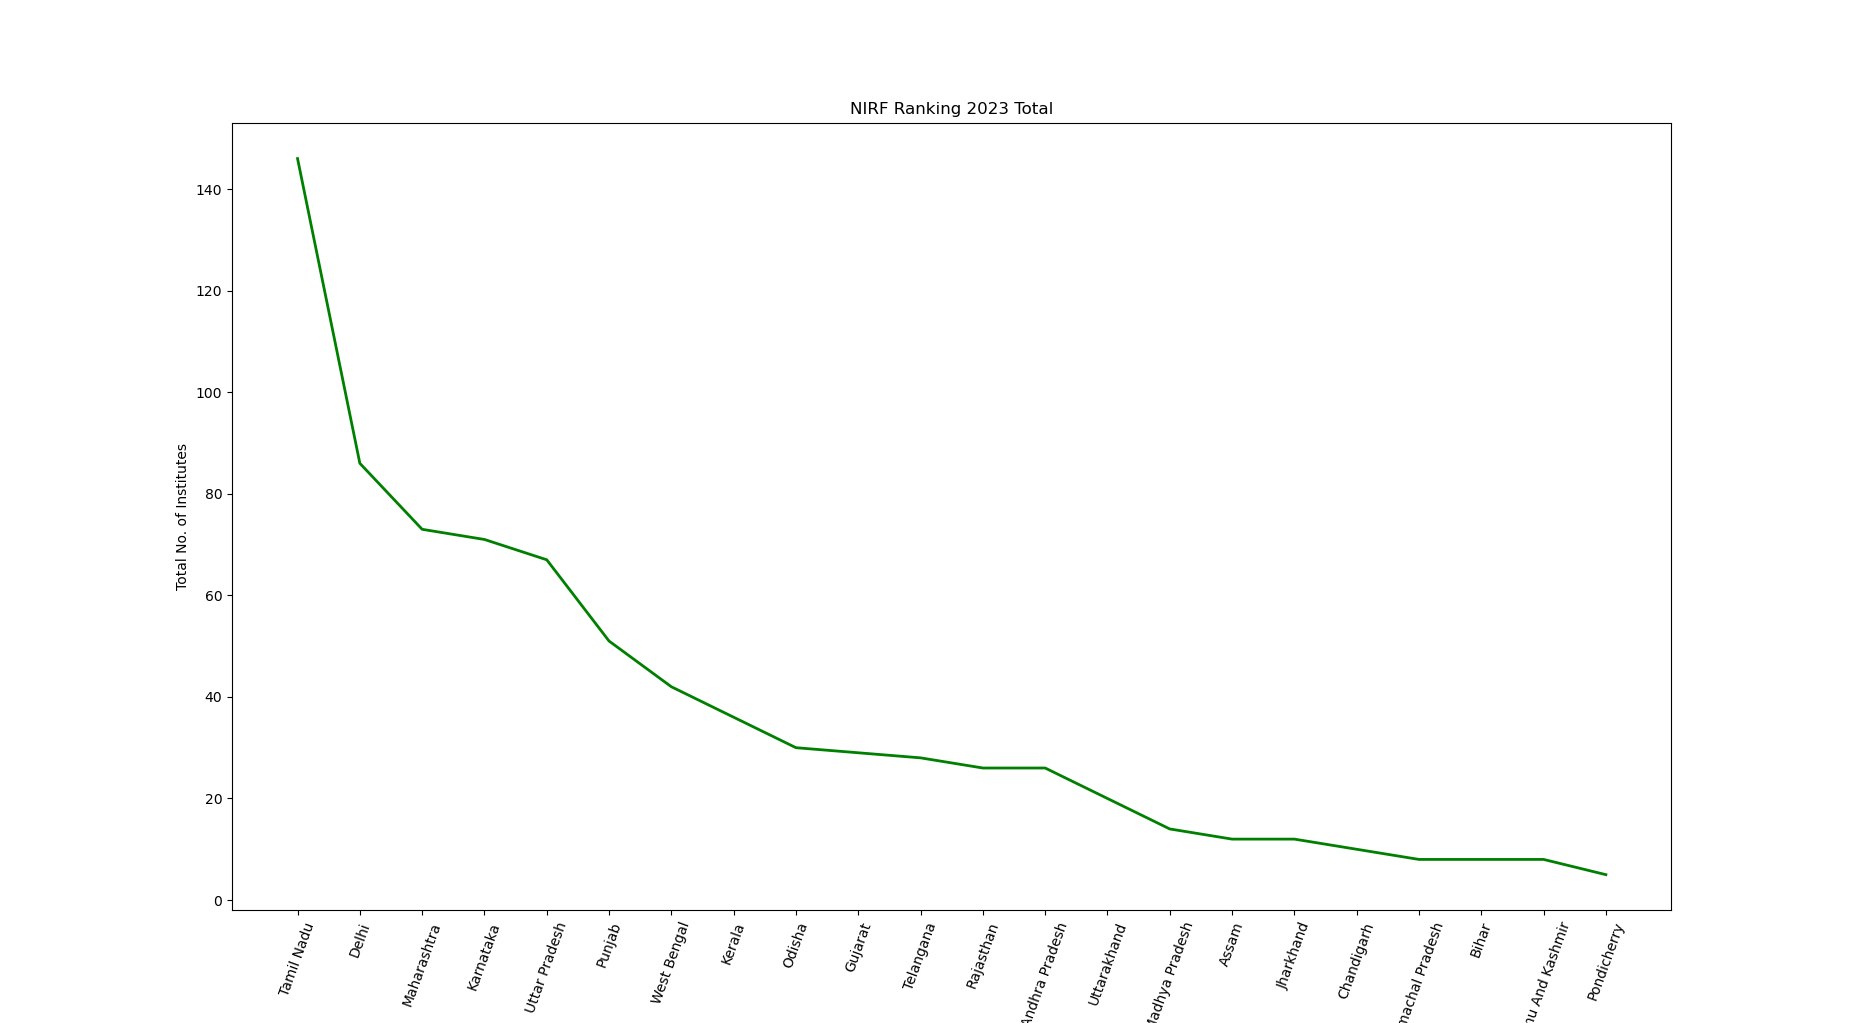 NIRF Ranking 2023 Total
140
120
100
80
60
40
20
0
Total No. of Institutes
Tamil Nadu
Delhi
Maharashtra
Karnataka
Uttar Pradesh
Punjab
West Bengal
Kerala
Odisha
Gujarat
Telangana
Rajasthan
Andhra Pradesh
Uttarakhand
Pradesh
Assam
Jharkhand
Chandigarh
Pradesh
Bihar
And Kashmir
Pondicherry